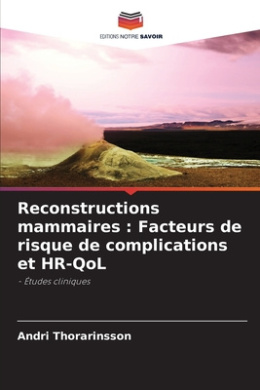 EDITIONS NOTRE SAVOIR
Reconstructions
mammaires : Facteurs de
risque de complications
et HR-QoL
- Études cliniques
Andri Thorarinsson